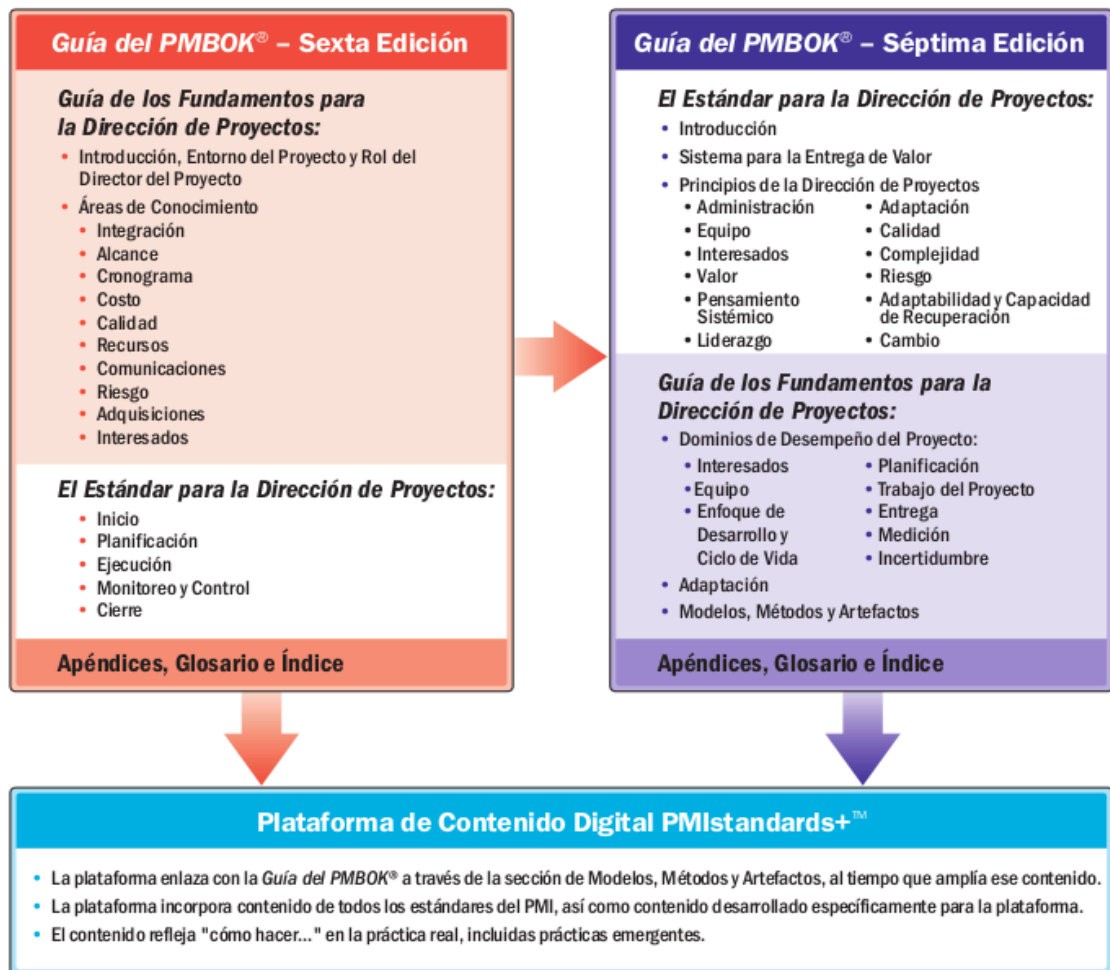 Guía del PMBOK® – Sexta Edición
Guía de los Fundamentos para
la Dirección de Proyectos:
• Introducción, Entorno del Proyecto y Rol del
Director del Proyecto
• Áreas de Conocimiento
• Integración
• Alcance
• Cronograma
• Costo
• Calidad
• Recursos
• Comunicaciones
• Riesgo
• Adquisiciones
• Interesados
El Estándar para la Dirección de Proyectos:
• Inicio
• Planificación
• Ejecución
• Monitoreo y Control
• Cierre
Apéndices, Glosario e Índice
Guía del PMBOK® – Séptima Edición
El Estándar para la Dirección de Proyectos:
• Introducción
• Sistema para la Entrega de Valor
• Principios de la Dirección de Proyectos
• Administración
• Equipo
• Interesados
• Valor
• Pensamiento
Sistémico
• Liderazgo
• Adaptación
• Calidad
• Complejidad
• Riesgo
• Adaptabilidad y Capacidad
de Recuperación
• Cambio
Guía de los Fundamentos para la
Dirección de Proyectos:
• Dominios de Desempeño del Proyecto:
• Interesados
• Equipo
• Enfoque de
Desarrollo y
Ciclo de Vida
• Planificación
• Trabajo del Proyecto
• Entrega
• Medición
• Incertidumbre
• Adaptación
• Modelos, Métodos y Artefactos
Apéndices, Glosario e Índice
Plataforma de Contenido Digital PMIstandards+™
• La plataforma enlaza con la Guía del PMBOK® a través de la sección de Modelos, Métodos y Artefactos, al tiempo que amplía ese contenido.
• La plataforma incorpora contenido de todos los estándares del PMI, así como contenido desarrollado específicamente para la plataforma.
• El contenido refleja "cómo hacer..." en la práctica real, incluidas prácticas emergentes.